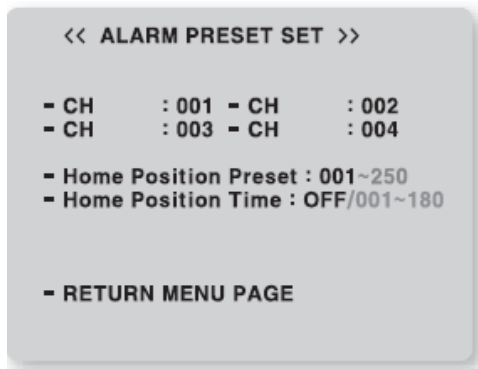 << ALARM PRESET SET >>
- CH : 001 - CH : 002
- CH : 003 - CH : 004
- Home Position Preset : 001~250
- Home Position Time : OFF/001~180
- RETURN MENU PAGE